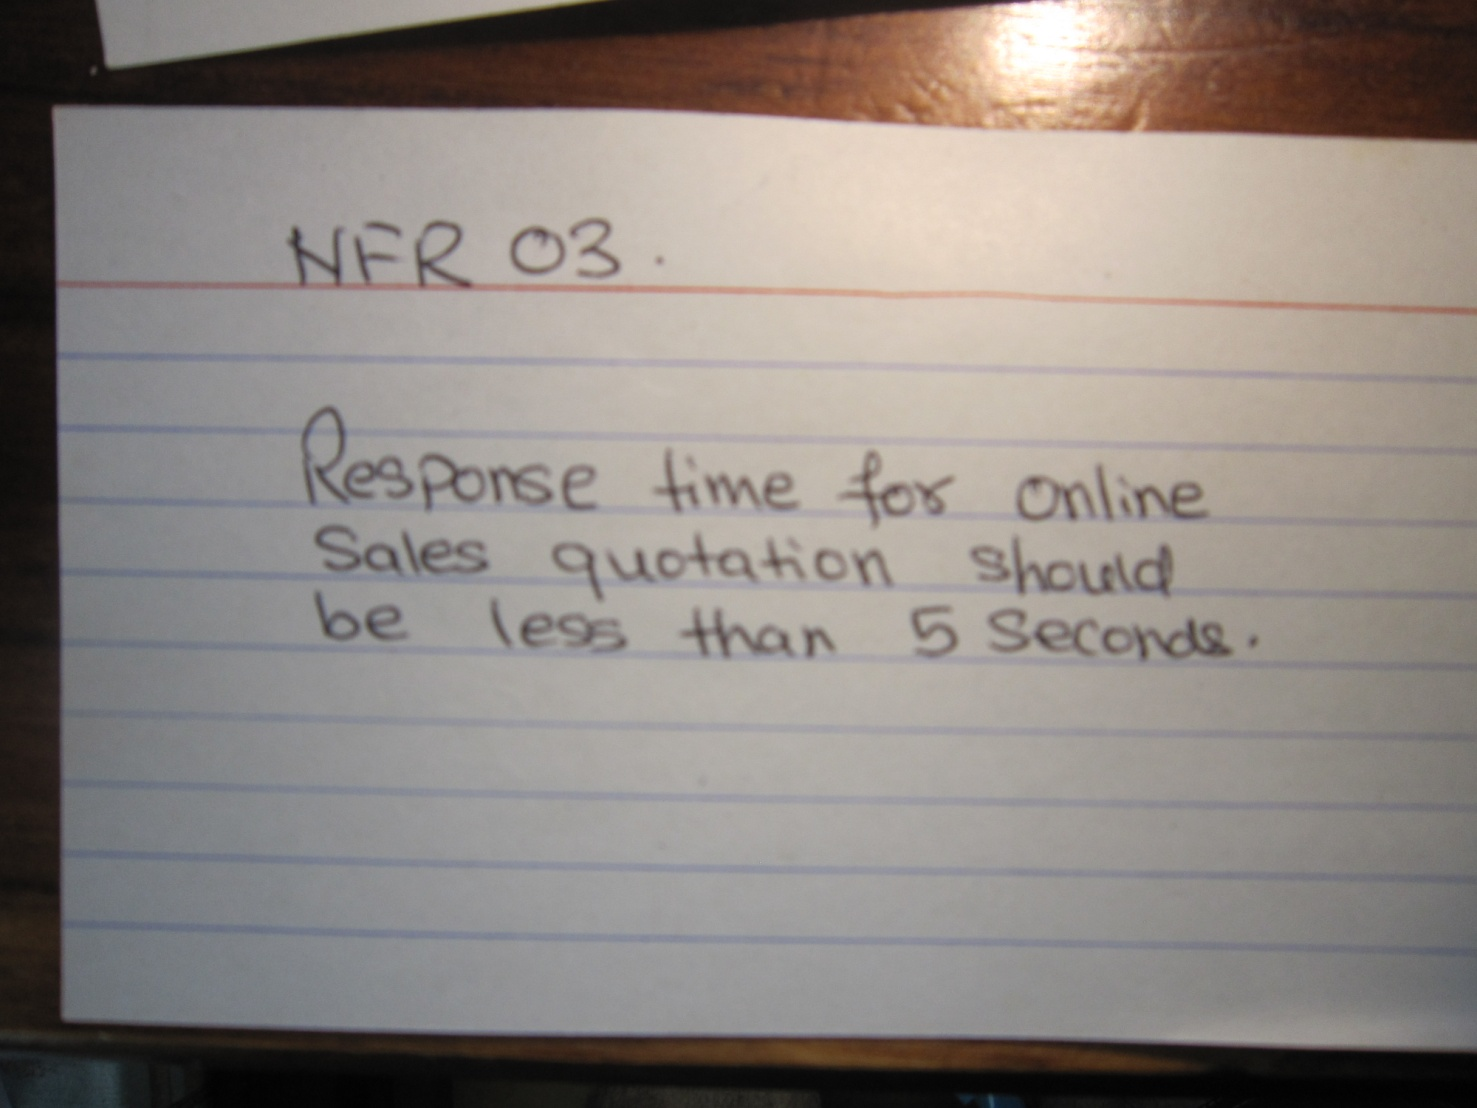 NFR 03.
Response time for online
Sales quotation should
be less than 5 Seconds.